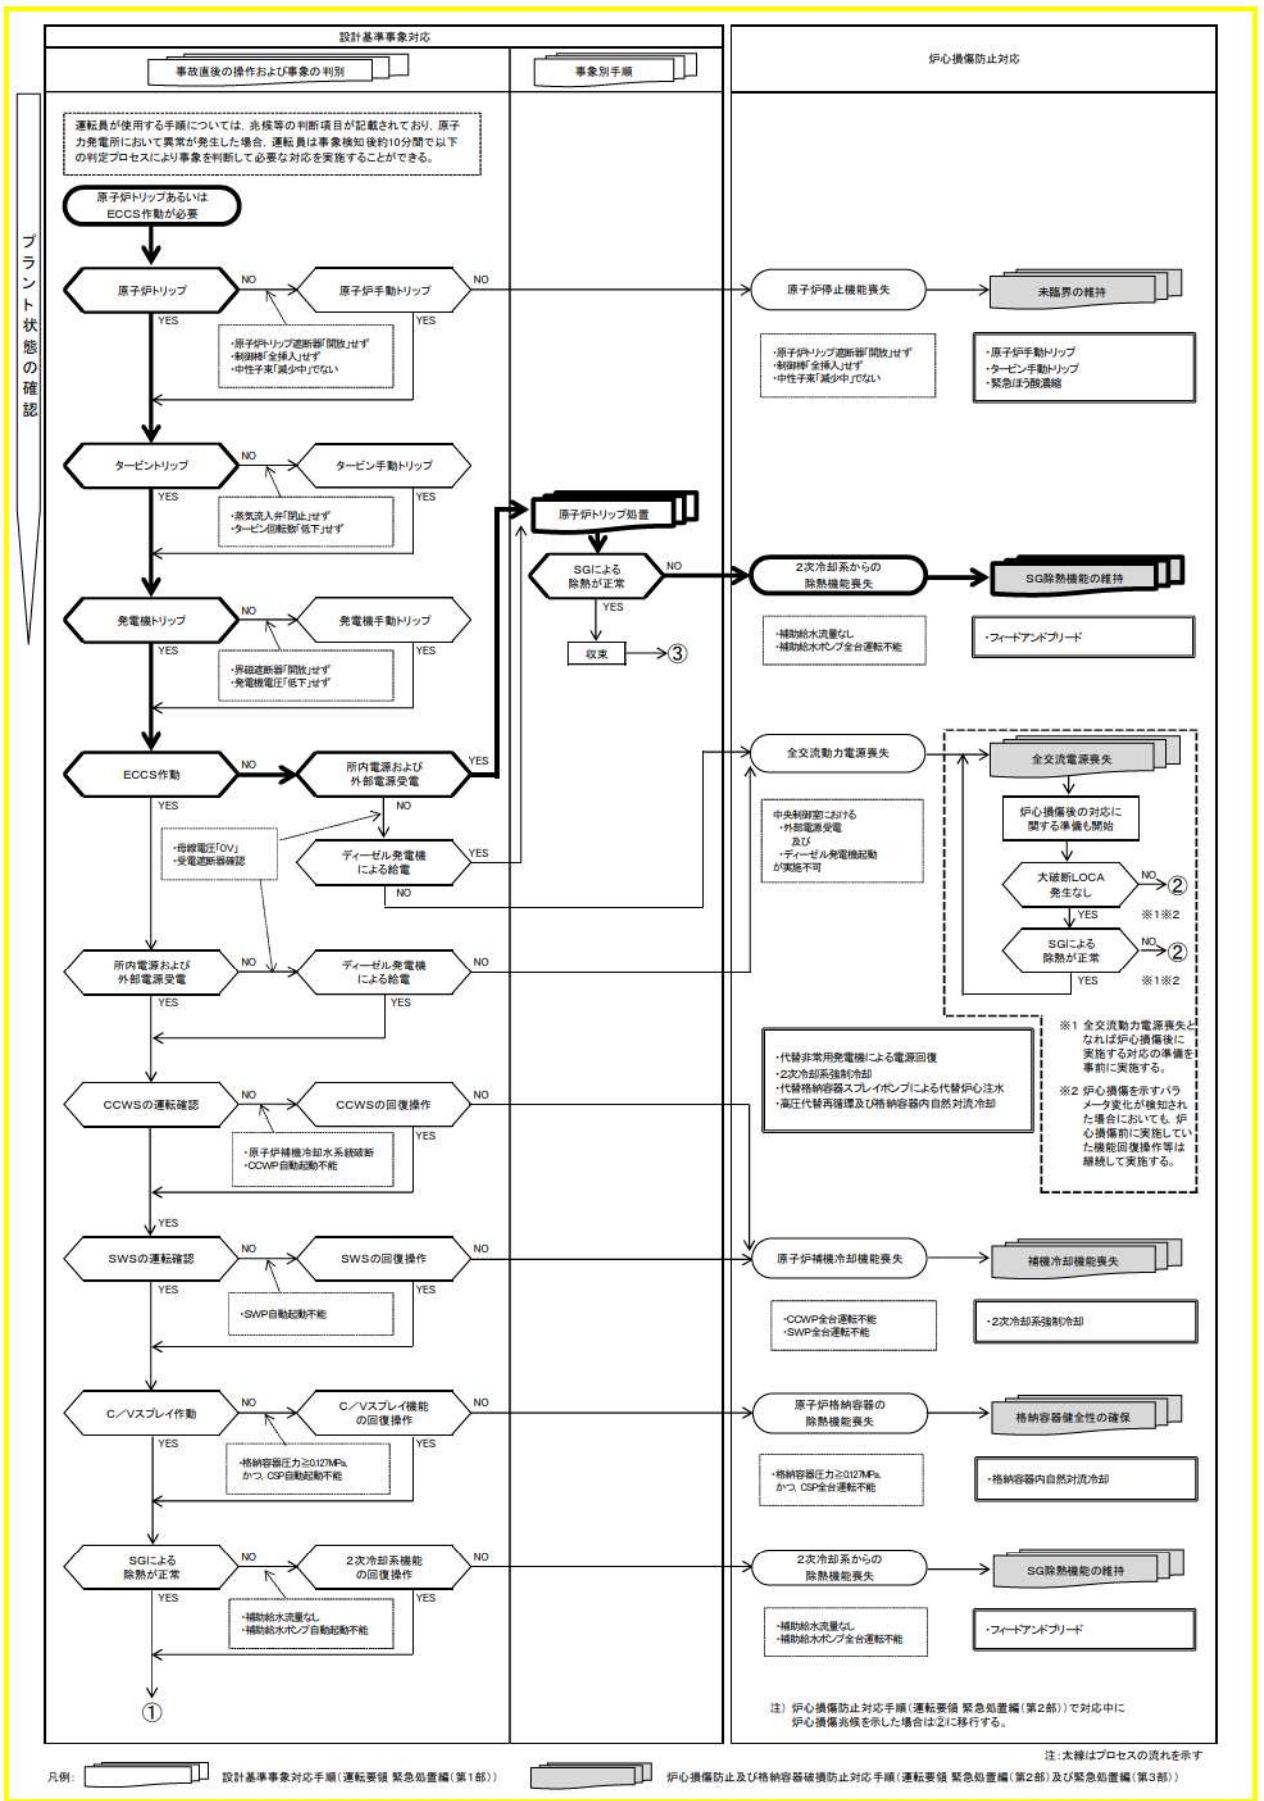 設計基準事象対応
事故直後の操作および事象の判別
事象別手順
炉心損傷防止対応
プラント状態の確認
運転員が使用する手順については、兆候等の判断項目が記載されており、原子
力発電所において異常が発生した場合、運転員は事象検知後約10分間で以下
の判定プロセスにより事象を判断して必要な対応を実施することができる。
原子炉トリップあるいは
ECCS作動が必要
原子炉トリップ
NO
原子炉手動トリップ
NO
原子炉停止機能喪失
未臨界の維持
YES
YES
・原子炉トリップ遮断器「開放」せず
・制御棒「全挿入」せず
・中性子束「減少中」でない
・原子炉トリップ遮断器「開放」せず
・制御棒「全挿入」せず
・中性子束「減少中」でない
・原子炉手動トリップ
・タービン手動トリップ
・緊急ほう酸濃縮
タービントリップ
NO
タービン手動トリップ
YES
YES
・蒸気流入弁「閉止」せず
・タービン回転数「低下」せず
原子炉トリップ処置
SGによる
除熱が正常
NO
YES
収束
③
2次冷却系からの
除熱機能喪失
SG除熱機能の維持
・補助給水流量なし
・補助給水ポンプ全台運転不能
・フィードアンドブリード
発電機トリップ
NO
発電機手動トリップ
YES
YES
・界磁遮断器「開放」せず
・発電機電圧「低下」せず
ECCS作動
NO
所内電源および
外部電源受電
YES
YES
NO
・母線電圧「0V」
・受電遮断器確認
ディーゼル発電機
による給電
YES
NO
全交流動力電源喪失
全交流電源喪失
中央制御室における
・外部電源受電
及び
・ディーゼル発電機起動
が実施不可
炉心損傷後の対応に
関する準備も開始
大破断LOCA
発生なし
NO
②
YES
※1※2
SGによる
除熱が正常
NO
②
YES
※1※2
所内電源および
外部電源受電
NO
ディーゼル発電機
による給電
NO
YES
YES
・代替非常用発電機による電源回復
・2次冷却系強制冷却
・代替格納容器スプレイポンプによる代替炉心注水
・高圧代替再循環及び格納容器内自然対流冷却
※1 全交流動力電源喪失と
なれば炉心損傷後に
実施する対応の準備を
事前に実施する。
※2 炉心損傷を示すパラ
メータ変化が検知され
た場合においても、炉
心損傷前に実施してい
た機能回復操作等は
継続して実施する。
CCWSの運転確認
NO
CCWSの回復操作
NO
YES
YES
・原子炉補機冷却水系統破断
・CCWP自動起動不能
YES
SWSの運転確認
NO
SWSの回復操作
NO
原子炉補機冷却機能喪失
補機冷却機能喪失
YES
YES
・SWP自動起動不能
・CCWP全台運転不能
・SWP全台運転不能
・2次冷却系強制冷却
C/Vスプレイ作動
NO
C/Vスプレイ機能
の回復操作
NO
原子炉格納容器の
除熱機能喪失
格納容器健全性の確保
YES
YES
・格納容器圧力≧0.127MPa、
かつ、CSP自動起動不能
・格納容器圧力≧0.127MPa、
かつ、CSP全台運転不能
・格納容器内自然対流冷却
SGによる
除熱が正常
NO
2次冷却系機能
の回復操作
NO
2次冷却系からの
除熱機能喪失
SG除熱機能の維持
YES
YES
・補助給水流量なし
・補助給水ポンプ自動起動不能
・補助給水流量なし
・補助給水ポンプ全台運転不能
・フィードアンドブリード
①
注) 炉心損傷防止対応手順(運転要領 緊急処置編(第2部))で対応中に
炉心損傷兆候を示した場合は②に移行する。
注:太線はプロセスの流れを示す
凡例:
設計基準事象対応手順(運転要領 緊急処置編(第1部))
炉心損傷防止及び格納容器破損防止対応手順(運転要領 緊急処置編(第2部)及び緊急処置編(第3部))